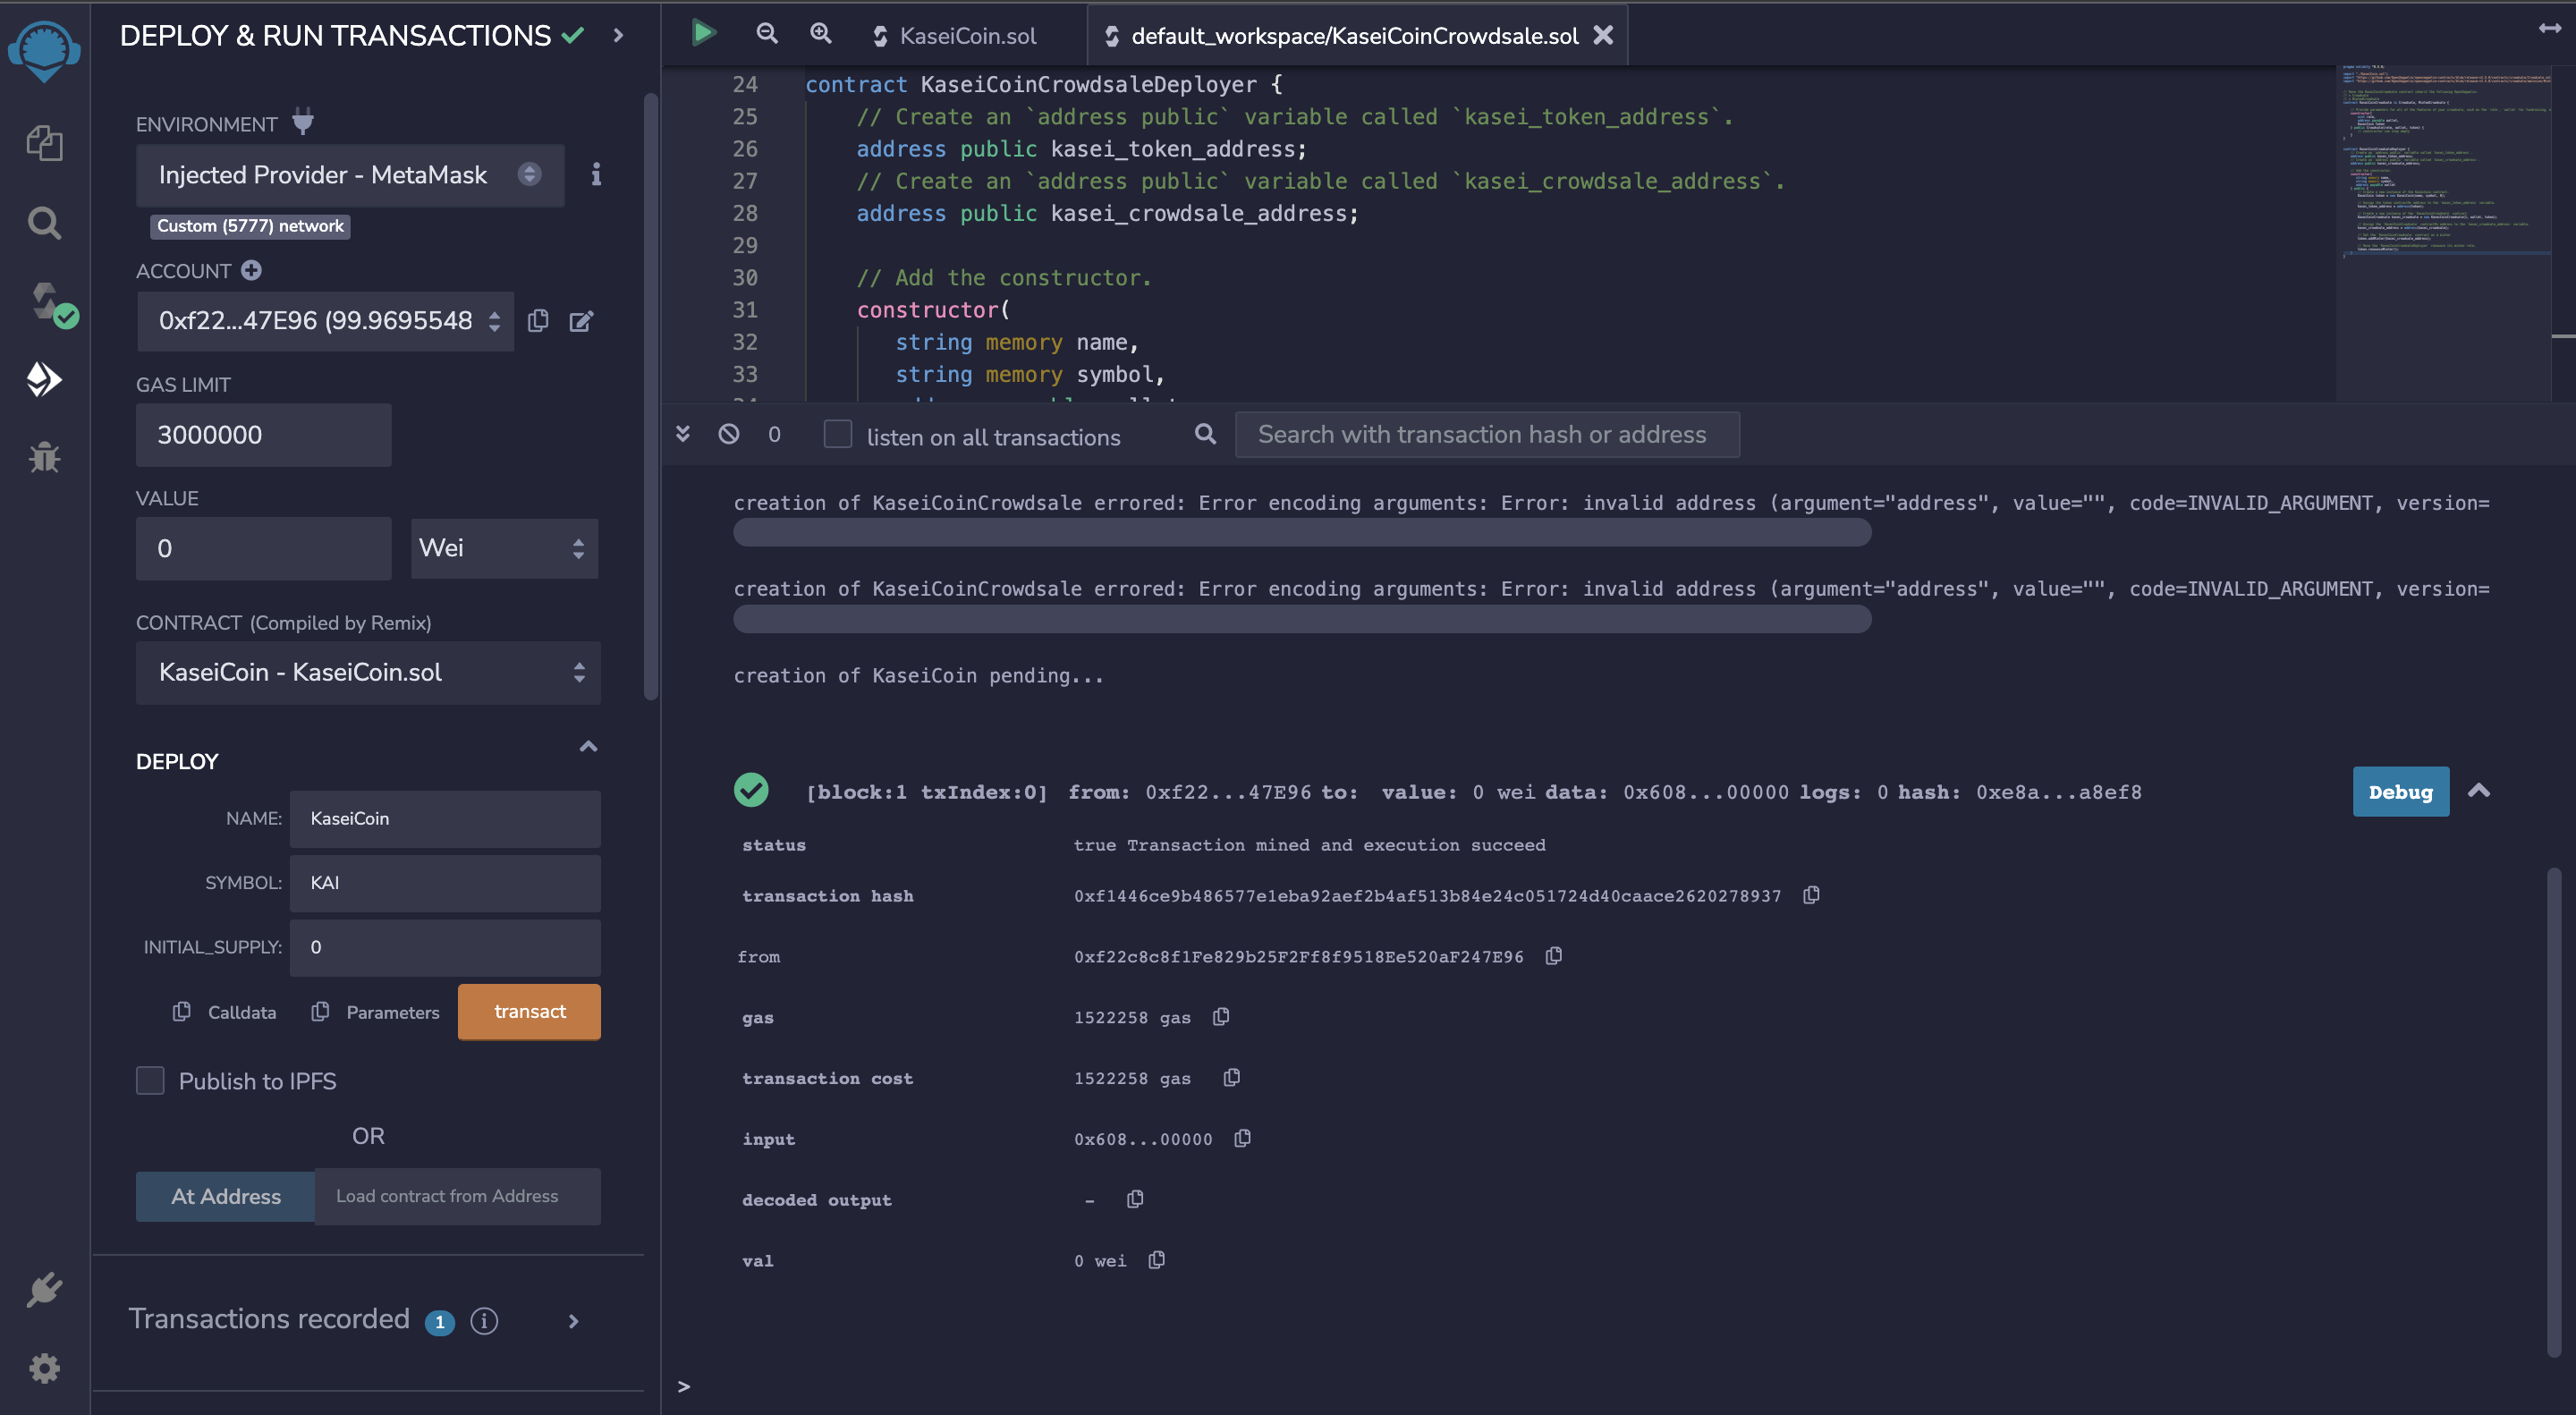 DEPLOY & RUN TRANSACTIONS
ENVIRONMENT
Injected Provider - MetaMask
Custom (5777) network
ACCOUNT
0xf22...47E96 (99.9695548
GAS LIMIT
3000000
VALUE
0
Wei
CONTRACT (Compiled by Remix)
KaseiCoin - KaseiCoin.sol
DEPLOY
NAME: KaseiCoin
SYMBOL: KAI
INITIAL_SUPPLY: 0
Calldata Parameters transact
Publish to IPFS
OR
At Address Load contract from Address
Transactions recorded 1
KaseiCoin.sol default_workspace/KaseiCoinCrowdsale.sol
24 contract KaseiCoinCrowdsaleDeployer {
25 // Create an `address public` variable called `kasei_token_address`.
26 address public kasei_token_address;
27 // Create an `address public` variable called `kasei_crowdsale_address`.
28 address public kasei_crowdsale_address;
29
30 // Add the constructor.
31 constructor(
32 string memory name,
33 string memory symbol,
0 listen on all transactions Search with transaction hash or address
creation of KaseiCoinCrowdsale errored: Error encoding arguments: Error: invalid address (argument="address", value="", code=INVALID_ARGUMENT, version=
creation of KaseiCoinCrowdsale errored: Error encoding arguments: Error: invalid address (argument="address", value="", code=INVALID_ARGUMENT, version=
creation of KaseiCoin pending...
[block:1 txIndex:0] from: 0xf22...47E96 to: value: 0 wei data: 0x608...00000 logs: 0 hash: 0xe8a...a8ef8 Debug
status true Transaction mined and execution succeed
transaction hash 0xf1446ce9b486577e1eba92aef2b4af513b84e24c051724d40caace2620278937
from 0xf22c8c8f1Fe829b25F2Ff8f9518Ee520aF247E96
gas 1522258 gas
transaction cost 1522258 gas
input 0x608...00000
decoded output -
val 0 wei
>